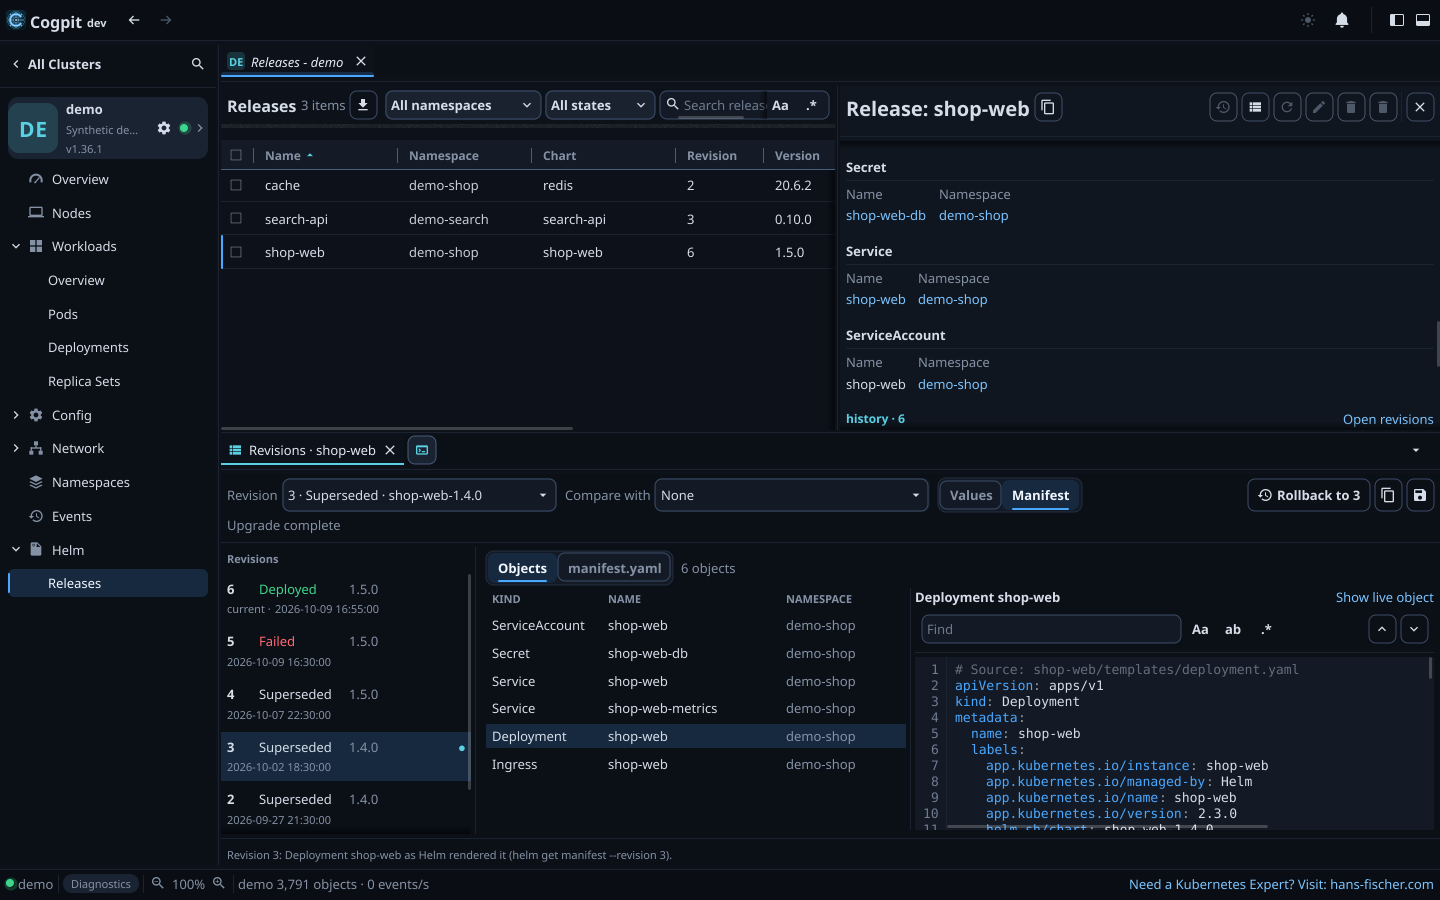 Cogpit dev
All Clusters
DE Releases - demo
DE
demo
Synthetic de...
v1.36.1
Overview
Nodes
Workloads
Overview
Pods
Deployments
Replica Sets
Config
Network
Namespaces
Events
Helm
Releases
Releases 3 items All namespaces All states Search releas Aa .*
Name Namespace Chart Revision Version
cache demo-shop redis 2 20.6.2
search-api demo-search search-api 3 0.10.0
shop-web demo-shop shop-web 6 1.5.0
Release: shop-web
Secret
Name Namespace
shop-web-db demo-shop
Service
Name Namespace
shop-web demo-shop
ServiceAccount
Name Namespace
shop-web demo-shop
history · 6 Open revisions
Revisions · shop-web
Revision 3 · Superseded · shop-web-1.4.0 Compare with None Values Manifest Rollback to 3
Upgrade complete
Revisions
6 Deployed 1.5.0
current · 2026-10-09 16:55:00
5 Failed 1.5.0
2026-10-09 16:30:00
4 Superseded 1.5.0
2026-10-07 22:30:00
3 Superseded 1.4.0
2026-10-02 18:30:00
2 Superseded 1.4.0
2026-09-27 21:30:00
Objects manifest.yaml 6 objects
KIND NAME NAMESPACE
ServiceAccount shop-web demo-shop
Secret shop-web-db demo-shop
Service shop-web demo-shop
Service shop-web-metrics demo-shop
Deployment shop-web demo-shop
Ingress shop-web demo-shop
Deployment shop-web Show live object
Find Aa ab .*
1 # Source: shop-web/templates/deployment.yaml
2 apiVersion: apps/v1
3 kind: Deployment
4 metadata:
5 name: shop-web
6 labels:
7 app.kubernetes.io/instance: shop-web
8 app.kubernetes.io/managed-by: Helm
9 app.kubernetes.io/name: shop-web
10 app.kubernetes.io/version: 2.3.0
11 helm.sh/chart: shop-web-1.4.0
Revision 3: Deployment shop-web as Helm rendered it (helm get manifest --revision 3).
demo Diagnostics 100% demo 3,791 objects · 0 events/s Need a Kubernetes Expert? Visit: hans-fischer.com